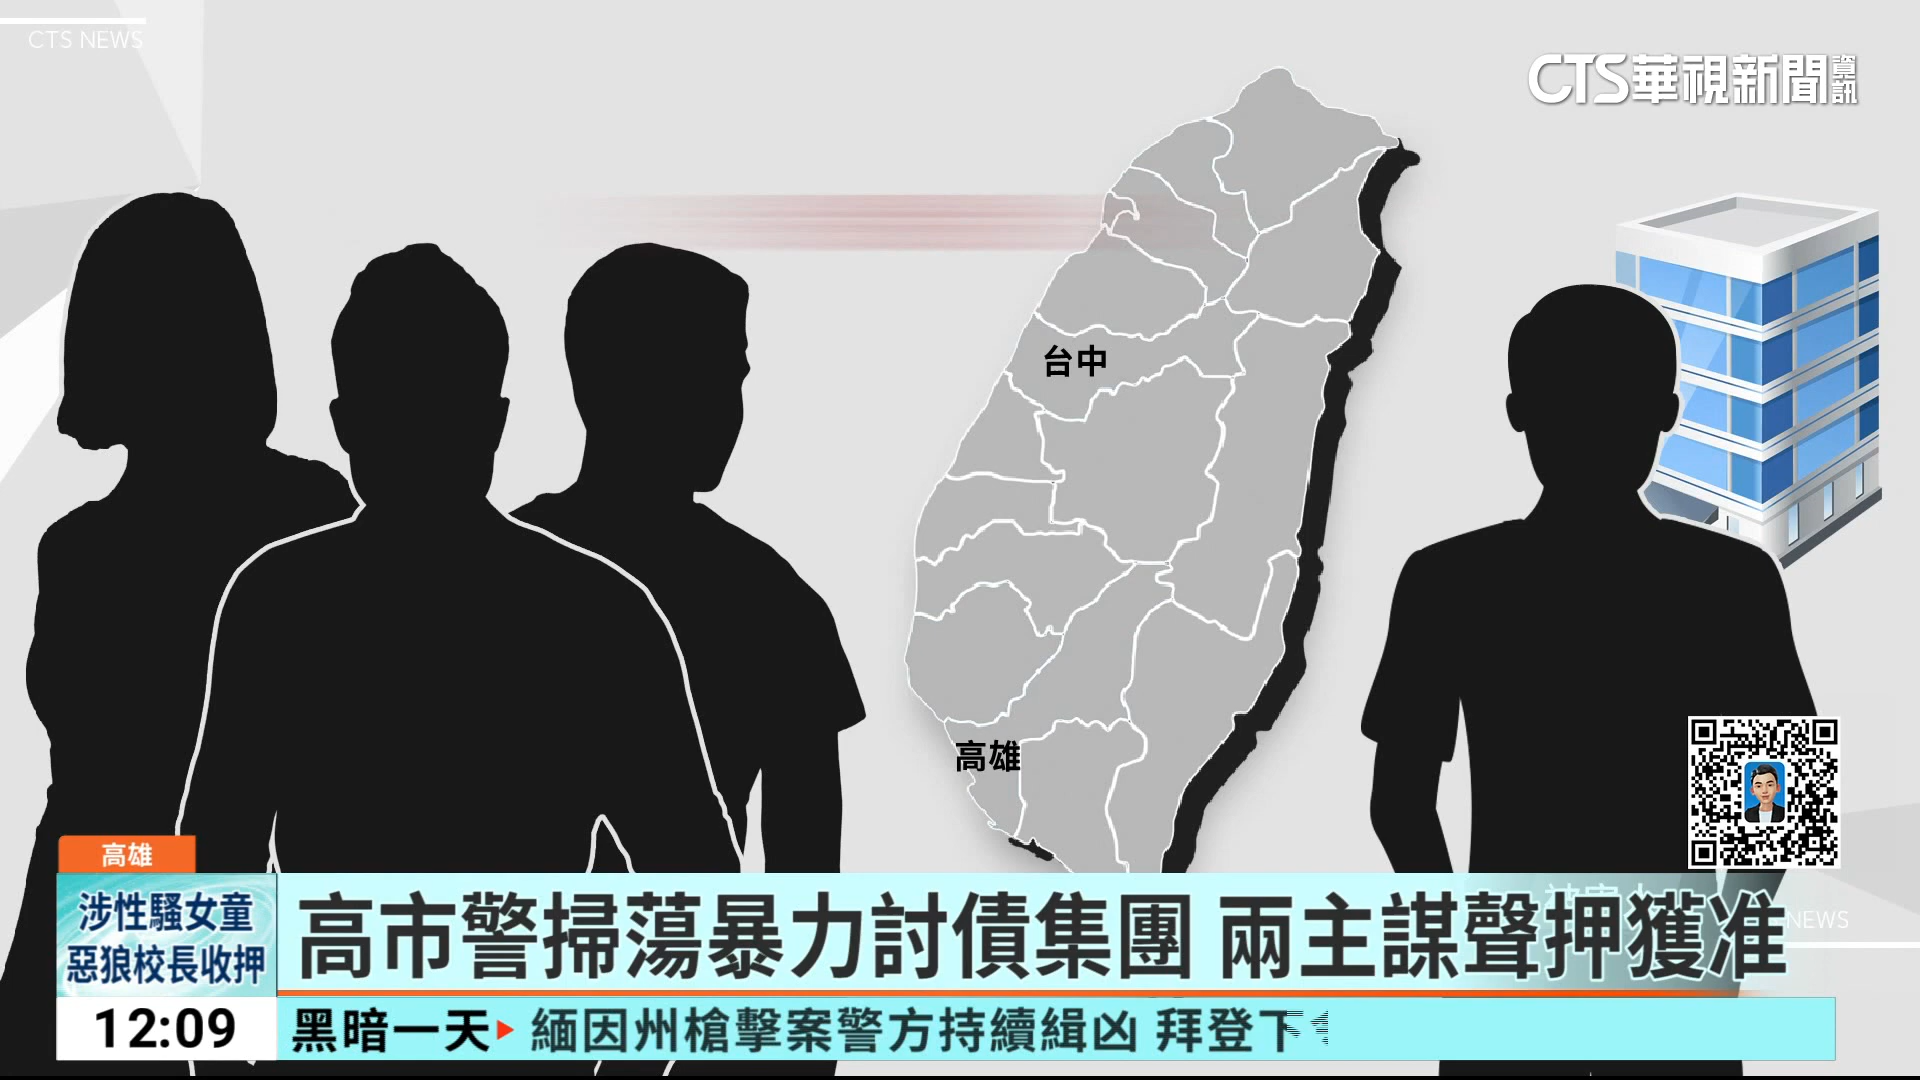 CTS NEWS
CTS華視新聞資訊
台中
高雄
高雄
涉性騷女童
惡狼校長收押
高市警掃蕩暴力討債集團 兩主謀聲押獲准
NEWS
12:09
黑暗一天▶緬因州槍擊案警方持續緝凶 拜登下